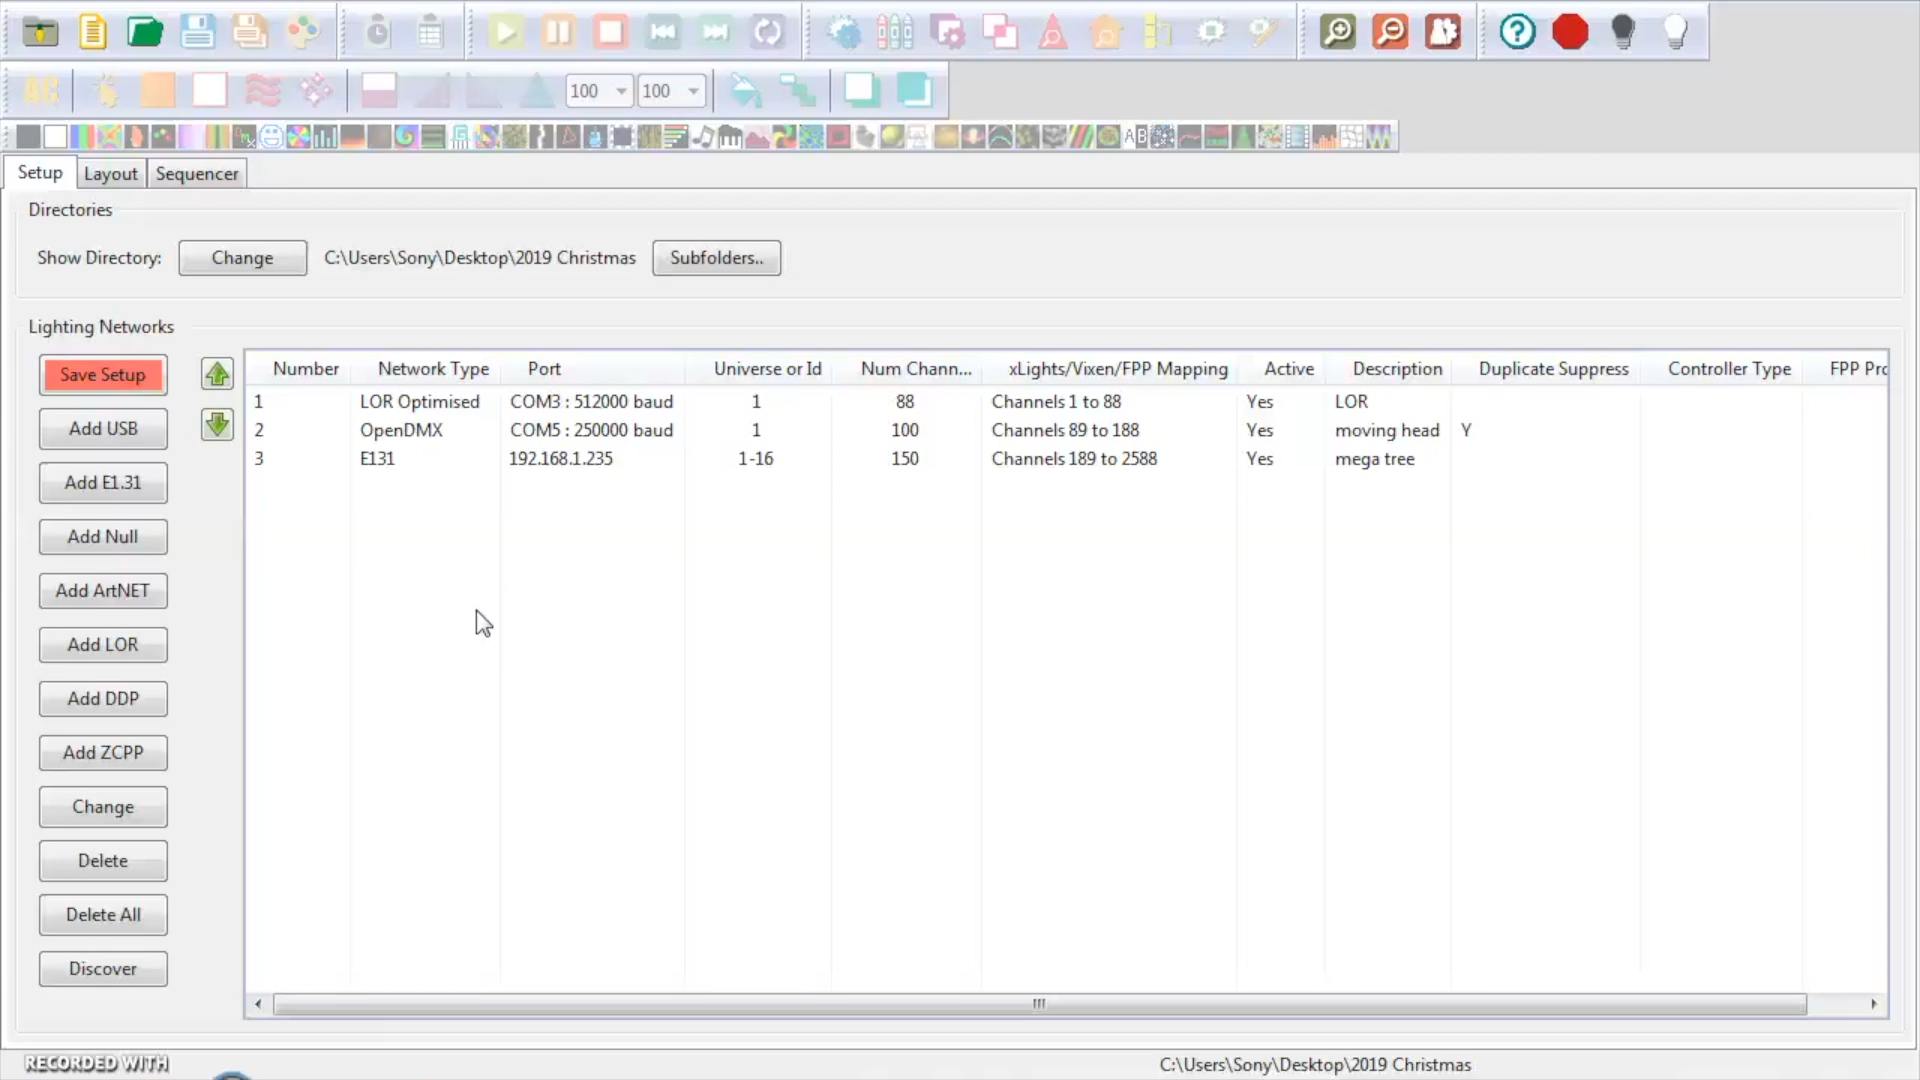 AB
100 100
AB
Setup Layout Sequencer
Directories
Show Directory: Change C:\Users\Sony\Desktop\2019 Christmas Subfolders..
Lighting Networks
Save Setup
Add USB
Add E1.31
Add Null
Add ArtNET
Add LOR
Add DDP
Add ZCPP
Change
Delete
Delete All
Discover
Number Network Type Port Universe or Id Num Chann... xLights/Vixen/FPP Mapping Active Description Duplicate Suppress Controller Type FPP Pro
1 LOR Optimised COM3 : 512000 baud 1 88 Channels 1 to 88 Yes LOR
2 OpenDMX COM5 : 250000 baud 1 100 Channels 89 to 188 Yes moving head Y
3 E131 192.168.1.235 1-16 150 Channels 189 to 2588 Yes mega tree
RECORDED WITH
C:\Users\Sony\Desktop\2019 Christmas